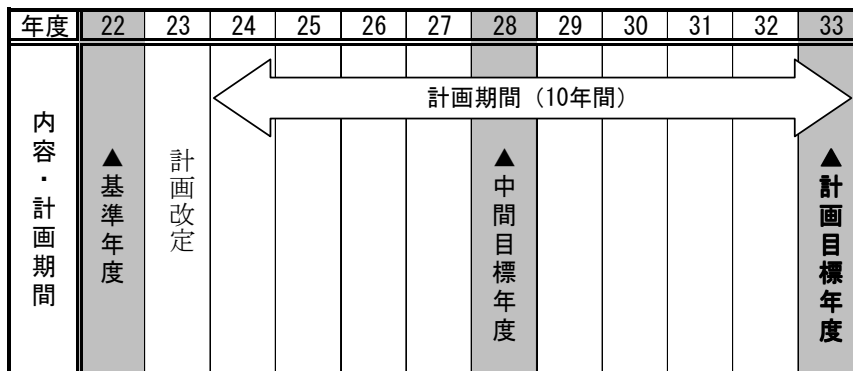 年度 22 23 24 25 26 27 28 29 30 31 32 33
計画期間（10年間）
内容・計画期間
▲基準年度
計画改定
▲中間目標年度
▲計画目標年度